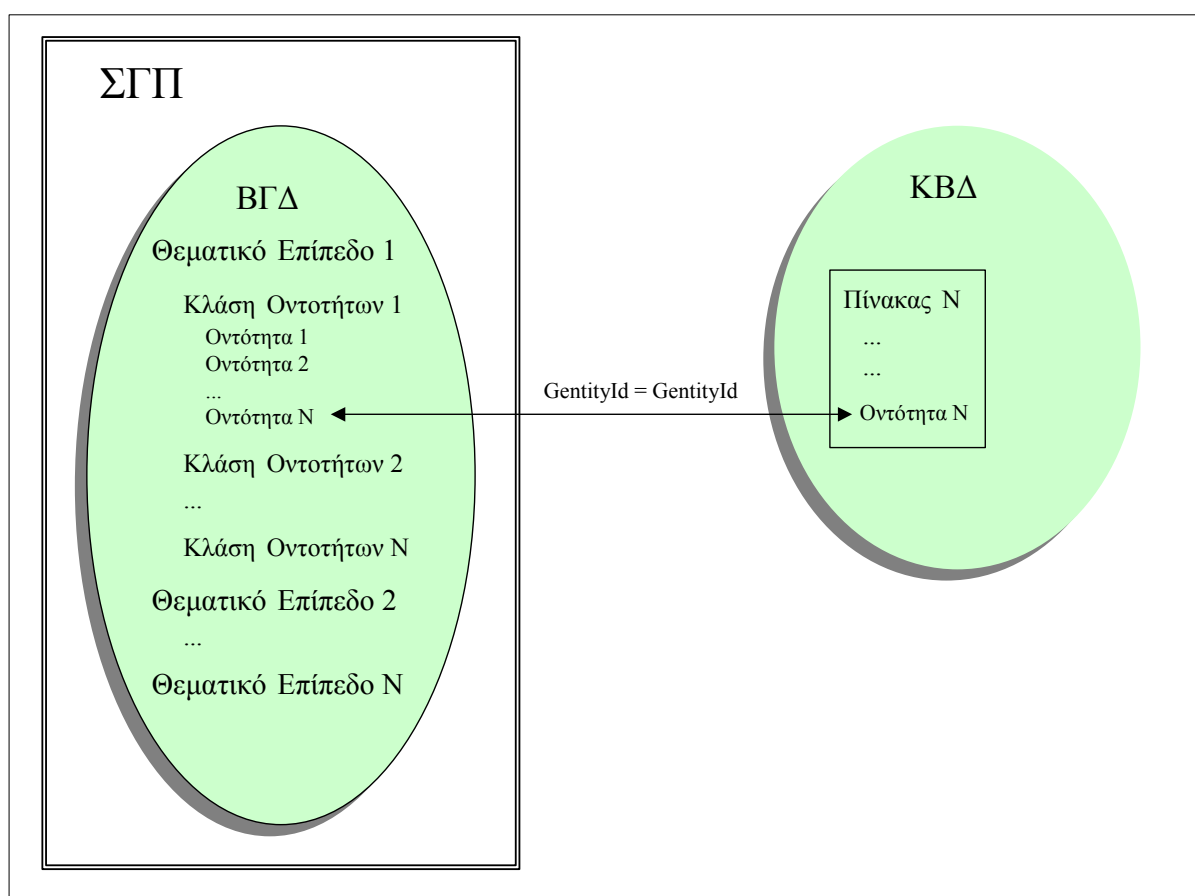 ΣΓΠ
ΒΓΔ
Θεματικό Επίπεδο 1
Κλάση Οντοτήτων 1
Οντότητα 1
Οντότητα 2
...
Οντότητα Ν
Κλάση Οντοτήτων 2
...
Κλάση Οντοτήτων Ν
Θεματικό Επίπεδο 2
...
Θεματικό Επίπεδο Ν
GentityId = GentityId
ΚΒΔ
Πίνακας Ν
...
...
Οντότητα Ν